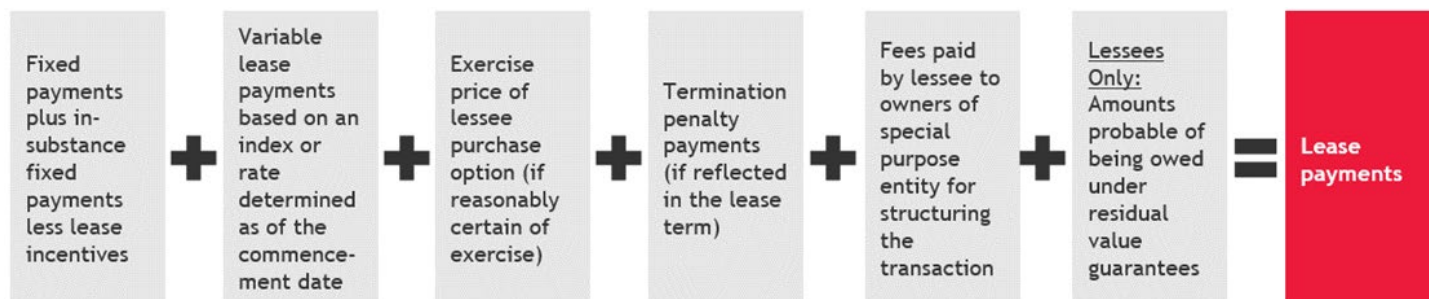 Fixed
payments
plus in-
substance
fixed
payments
less lease
incentives
+
Variable
lease
payments
based on an
index or
rate
determined
as of the
commence-
ment date
+
Exercise
price of
lessee
purchase
option (if
reasonably
certain of
exercise)
+
Termination
penalty
payments
(if reflected
in the lease
term)
+
Fees paid
by lessee to
owners of
special
purpose
entity for
structuring
the
transaction
+
Lessees
Only:
Amounts
probable of
being owed
under
residual
value
guarantees
=
Lease
payments